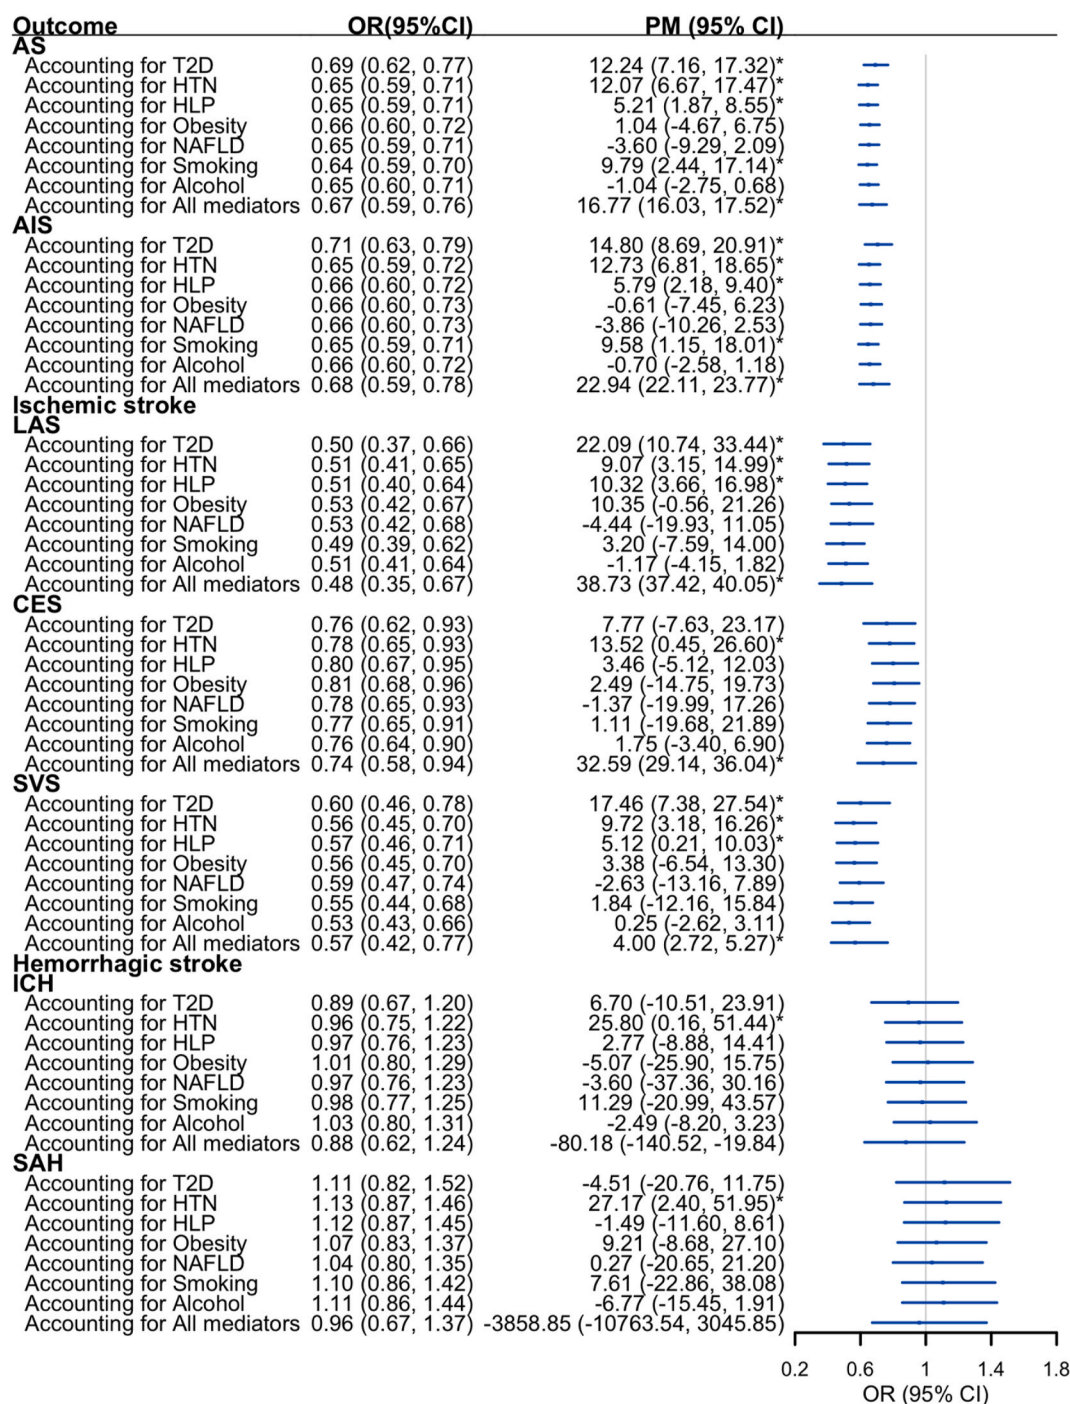 Outcome OR(95%CI) PM (95% CI)
AS
Accounting for T2D 0.69 (0.62, 0.77) 12.24 (7.16, 17.32)*
Accounting for HTN 0.65 (0.59, 0.71) 12.07 (6.67, 17.47)*
Accounting for HLP 0.65 (0.59, 0.71) 5.21 (1.87, 8.55)*
Accounting for Obesity 0.66 (0.60, 0.72) 1.04 (-4.67, 6.75)
Accounting for NAFLD 0.65 (0.59, 0.71) -3.60 (-9.29, 2.09)
Accounting for Smoking 0.64 (0.59, 0.70) 9.79 (2.44, 17.14)*
Accounting for Alcohol 0.65 (0.60, 0.71) -1.04 (-2.75, 0.68)
Accounting for All mediators 0.67 (0.59, 0.76) 16.77 (16.03, 17.52)*
AIS
Accounting for T2D 0.71 (0.63, 0.79) 14.80 (8.69, 20.91)*
Accounting for HTN 0.65 (0.59, 0.72) 12.73 (6.81, 18.65)*
Accounting for HLP 0.66 (0.60, 0.72) 5.79 (2.18, 9.40)*
Accounting for Obesity 0.66 (0.60, 0.73) -0.61 (-7.45, 6.23)
Accounting for NAFLD 0.66 (0.60, 0.73) -3.86 (-10.26, 2.53)
Accounting for Smoking 0.65 (0.59, 0.71) 9.58 (1.15, 18.01)*
Accounting for Alcohol 0.66 (0.60, 0.72) -0.70 (-2.58, 1.18)
Accounting for All mediators 0.68 (0.59, 0.78) 22.94 (22.11, 23.77)*
Ischemic stroke
LAS
Accounting for T2D 0.50 (0.37, 0.66) 22.09 (10.74, 33.44)*
Accounting for HTN 0.51 (0.41, 0.65) 9.07 (3.15, 14.99)*
Accounting for HLP 0.51 (0.40, 0.64) 10.32 (3.66, 16.98)*
Accounting for Obesity 0.53 (0.42, 0.67) 10.35 (-0.56, 21.26)
Accounting for NAFLD 0.53 (0.42, 0.68) -4.44 (-19.93, 11.05)
Accounting for Smoking 0.49 (0.39, 0.62) 3.20 (-7.59, 14.00)
Accounting for Alcohol 0.51 (0.41, 0.64) -1.17 (-4.15, 1.82)
Accounting for All mediators 0.48 (0.35, 0.67) 38.73 (37.42, 40.05)*
CES
Accounting for T2D 0.76 (0.62, 0.93) 7.77 (-7.63, 23.17)
Accounting for HTN 0.78 (0.65, 0.93) 13.52 (0.45, 26.60)*
Accounting for HLP 0.80 (0.67, 0.95) 3.46 (-5.12, 12.03)
Accounting for Obesity 0.81 (0.68, 0.96) 2.49 (-14.75, 19.73)
Accounting for NAFLD 0.78 (0.65, 0.93) -1.37 (-19.99, 17.26)
Accounting for Smoking 0.77 (0.65, 0.91) 1.11 (-19.68, 21.89)
Accounting for Alcohol 0.76 (0.64, 0.90) 1.75 (-3.40, 6.90)
Accounting for All mediators 0.74 (0.58, 0.94) 32.59 (29.14, 36.04)*
SVS
Accounting for T2D 0.60 (0.46, 0.78) 17.46 (7.38, 27.54)*
Accounting for HTN 0.56 (0.45, 0.70) 9.72 (3.18, 16.26)*
Accounting for HLP 0.57 (0.46, 0.71) 5.12 (0.21, 10.03)*
Accounting for Obesity 0.56 (0.45, 0.70) 3.38 (-6.54, 13.30)
Accounting for NAFLD 0.59 (0.47, 0.74) -2.63 (-13.16, 7.89)
Accounting for Smoking 0.55 (0.44, 0.68) 1.84 (-12.16, 15.84)
Accounting for Alcohol 0.53 (0.43, 0.66) 0.25 (-2.62, 3.11)
Accounting for All mediators 0.57 (0.42, 0.77) 4.00 (2.72, 5.27)*
Hemorrhagic stroke
ICH
Accounting for T2D 0.89 (0.67, 1.20) 6.70 (-10.51, 23.91)
Accounting for HTN 0.96 (0.75, 1.22) 25.80 (0.16, 51.44)*
Accounting for HLP 0.97 (0.76, 1.23) 2.77 (-8.88, 14.41)
Accounting for Obesity 1.01 (0.80, 1.29) -5.07 (-25.90, 15.75)
Accounting for NAFLD 0.97 (0.76, 1.23) -3.60 (-37.36, 30.16)
Accounting for Smoking 0.98 (0.77, 1.25) 11.29 (-20.99, 43.57)
Accounting for Alcohol 1.03 (0.80, 1.31) -2.49 (-8.20, 3.23)
Accounting for All mediators 0.88 (0.62, 1.24) -80.18 (-140.52, -19.84)
SAH
Accounting for T2D 1.11 (0.82, 1.52) -4.51 (-20.76, 11.75)
Accounting for HTN 1.13 (0.87, 1.46) 27.17 (2.40, 51.95)*
Accounting for HLP 1.12 (0.87, 1.45) -1.49 (-11.60, 8.61)
Accounting for Obesity 1.07 (0.83, 1.37) 9.21 (-8.68, 27.10)
Accounting for NAFLD 1.04 (0.80, 1.35) 0.27 (-20.65, 21.20)
Accounting for Smoking 1.10 (0.86, 1.42) 7.61 (-22.86, 38.08)
Accounting for Alcohol 1.11 (0.86, 1.44) -6.77 (-15.45, 1.91)
Accounting for All mediators 0.96 (0.67, 1.37) -3858.85 (-10763.54, 3045.85)
0.2 0.6 1 1.4 1.8
OR (95% CI)